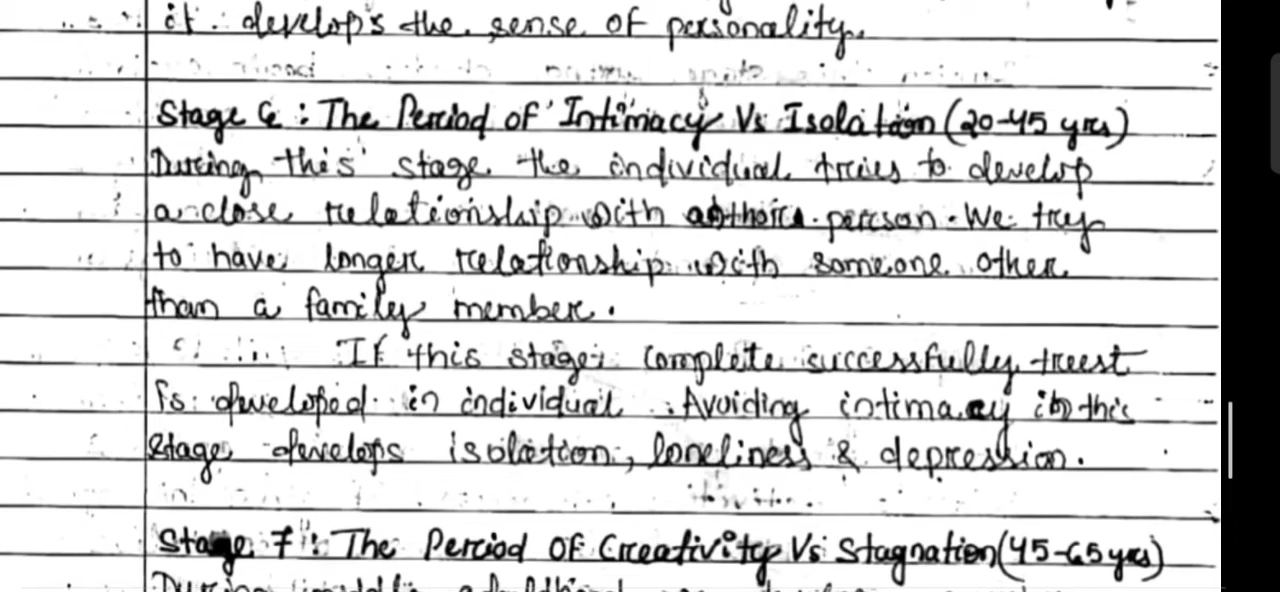 it develop's the sense of personality.
Stage 6 : The Period of Intimacy Vs Isolation (20-45 yrs)
During this stage the individual tries to develop
a close relationship with person. We try
to have longer relationship with someone other
than a family member.
If this stage complete successfully trust
is developed in individual. Avoiding intimacy in this
Stage develops isolation, loneliness & depression.
Stage 7 : The Period of Creativity Vs Stagnation (45-65 yrs)
During